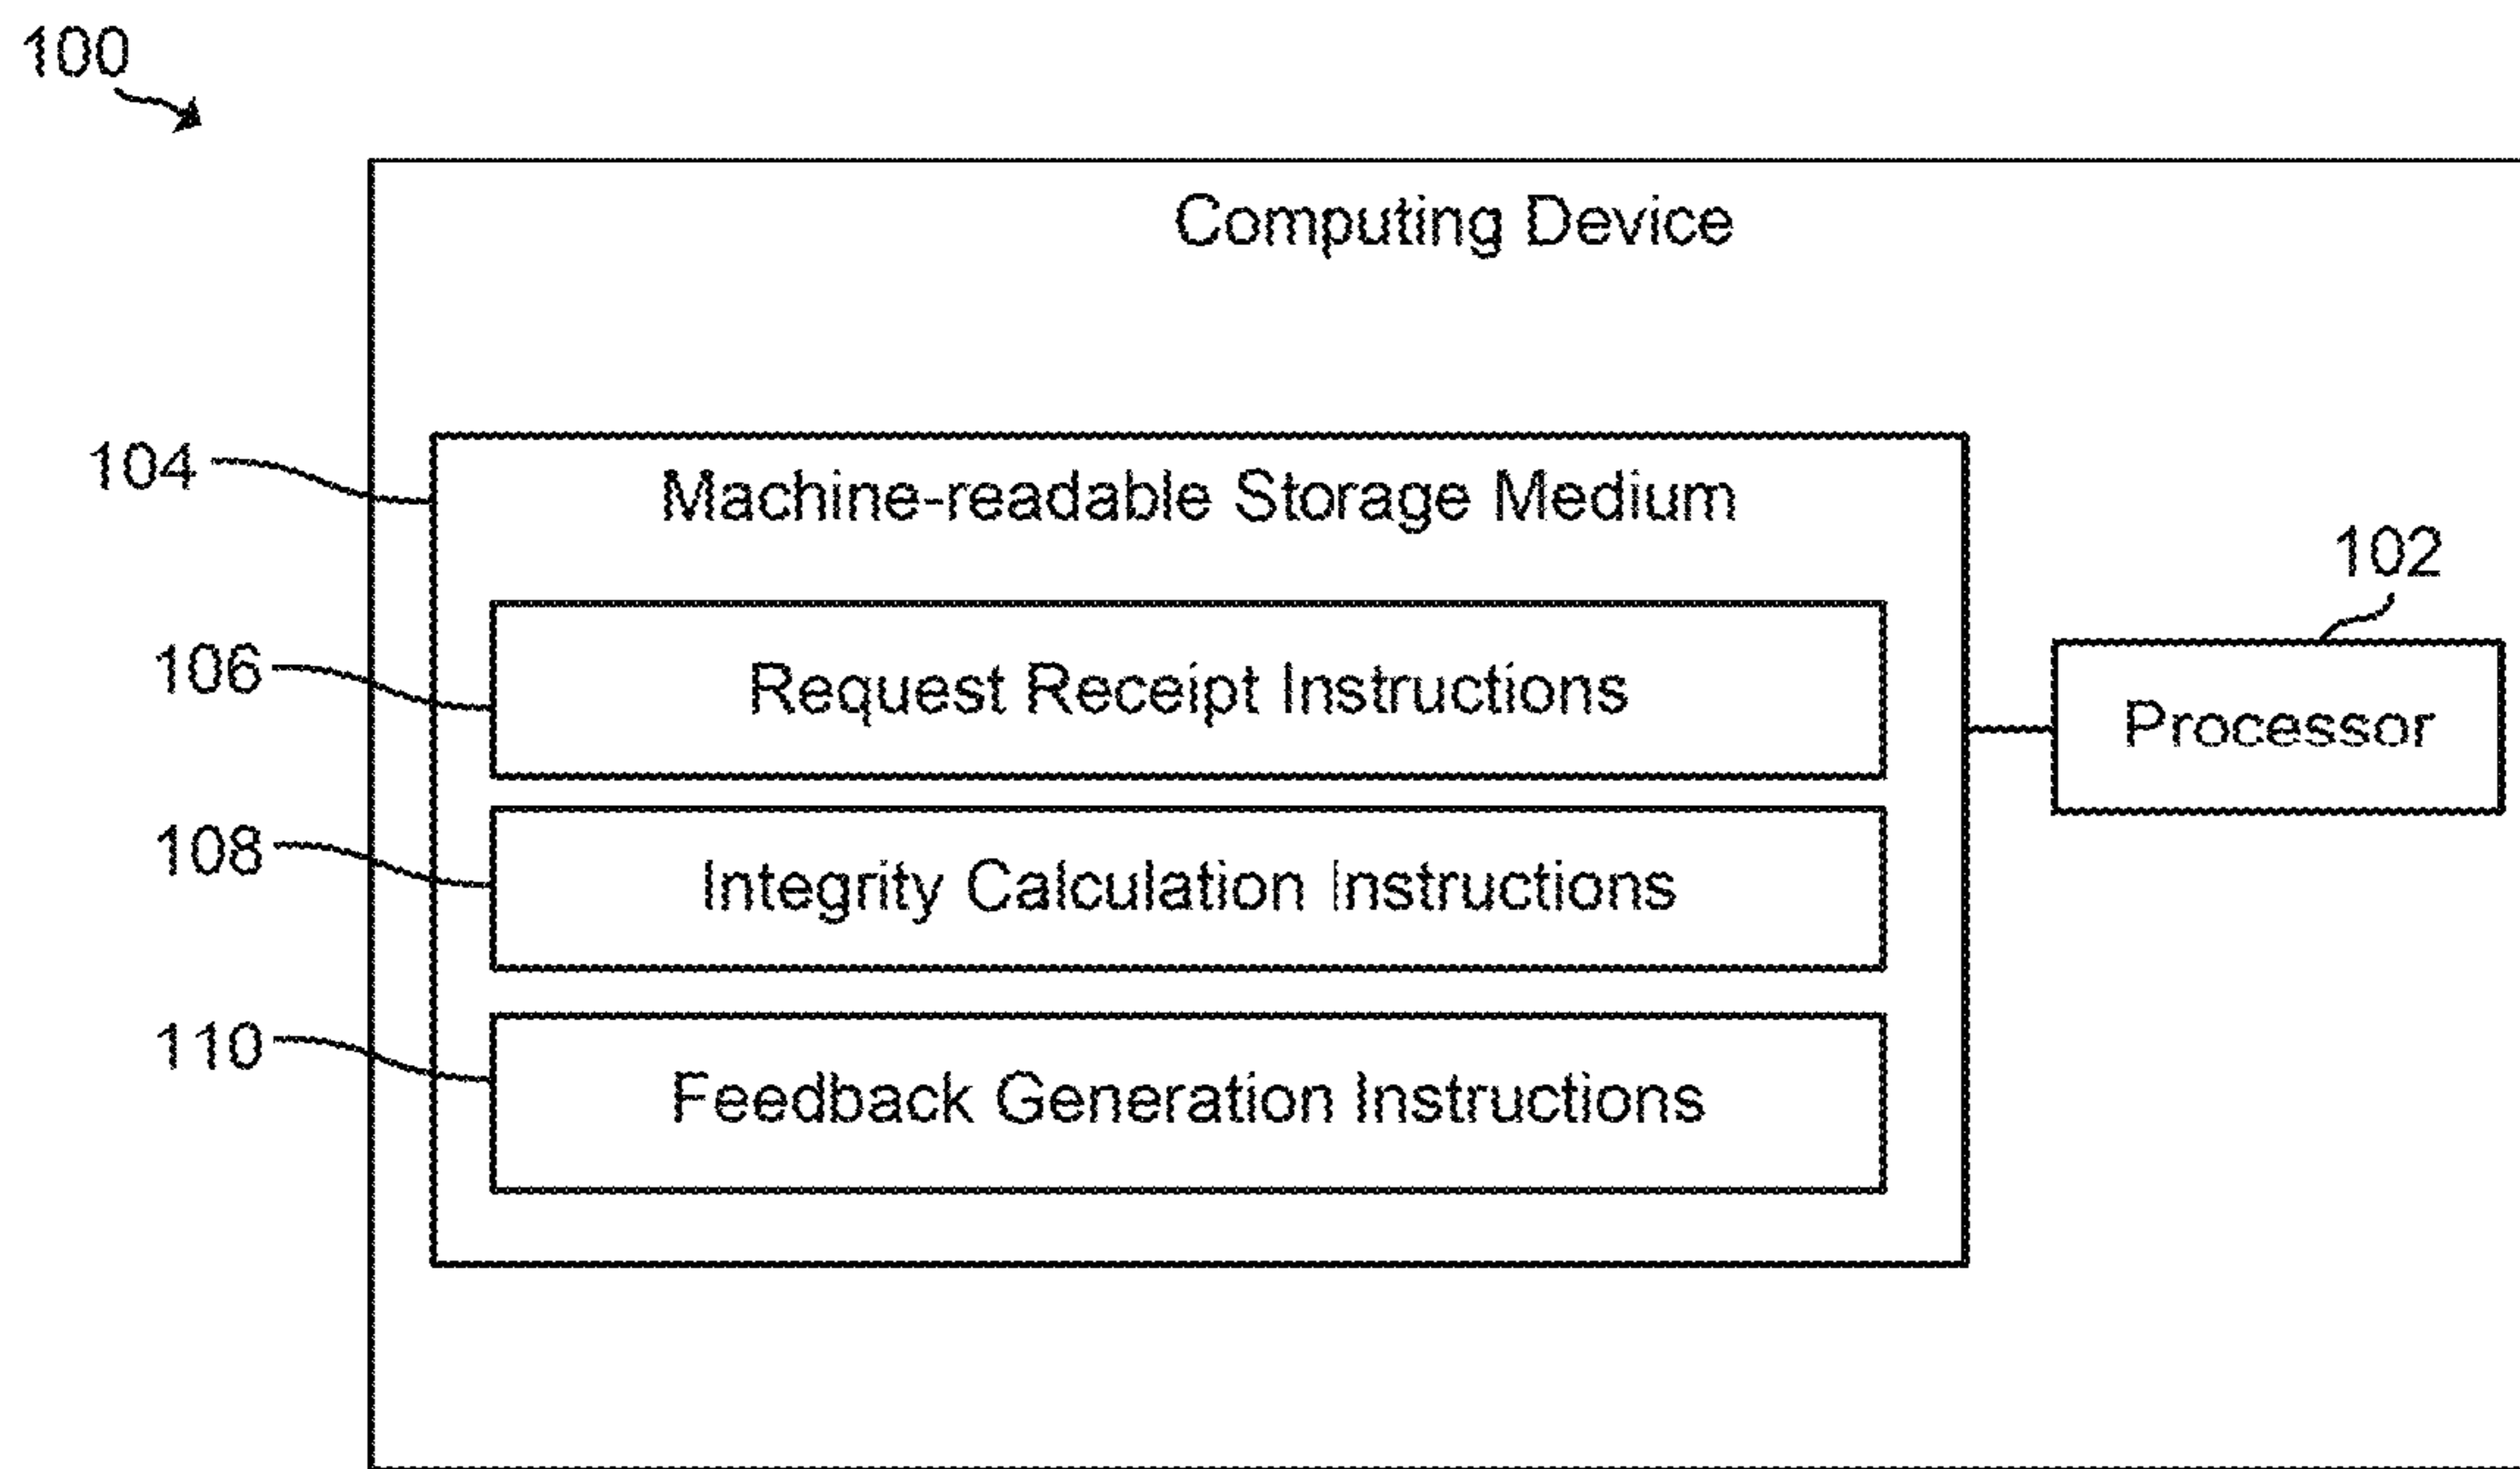 100
Computing Device
104
Machine-readable Storage Medium
102
106
Request Receipt Instructions
Processor
108
Integrity Calculation Instructions
110
Feedback Generation Instructions